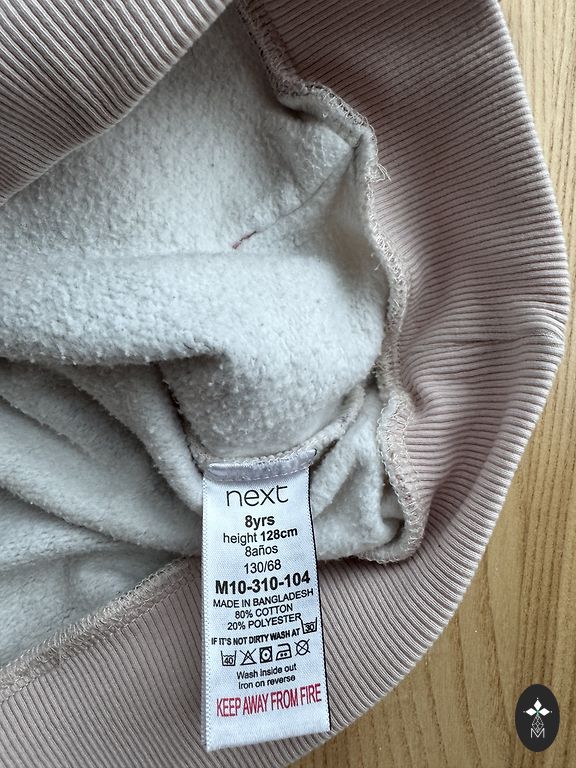 next
8yrs
height 128cm
8años
130/68
M10-310-104
MADE IN BANGLADESH
80% COTTON
20% POLYESTER
IF IT'S NOT DIRTY WASH AT 30
40
Wash inside out
Iron on reverse
KEEP AWAY FROM FIRE
M